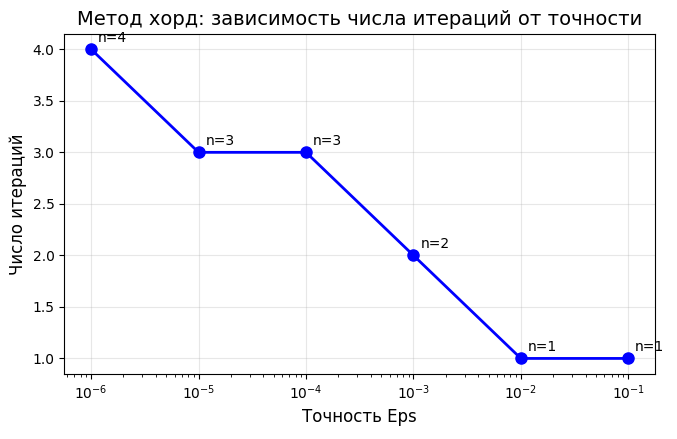 Метод хорд: зависимость числа итераций от точности
n=4
4.0
3.5
n=3
n=3
3.0
2.5
n=2
2.0
1.5
n=1
n=1
1.0
Число итераций
10⁻⁶
10⁻⁵
10⁻⁴
10⁻³
10⁻²
10⁻¹
Точность Eps